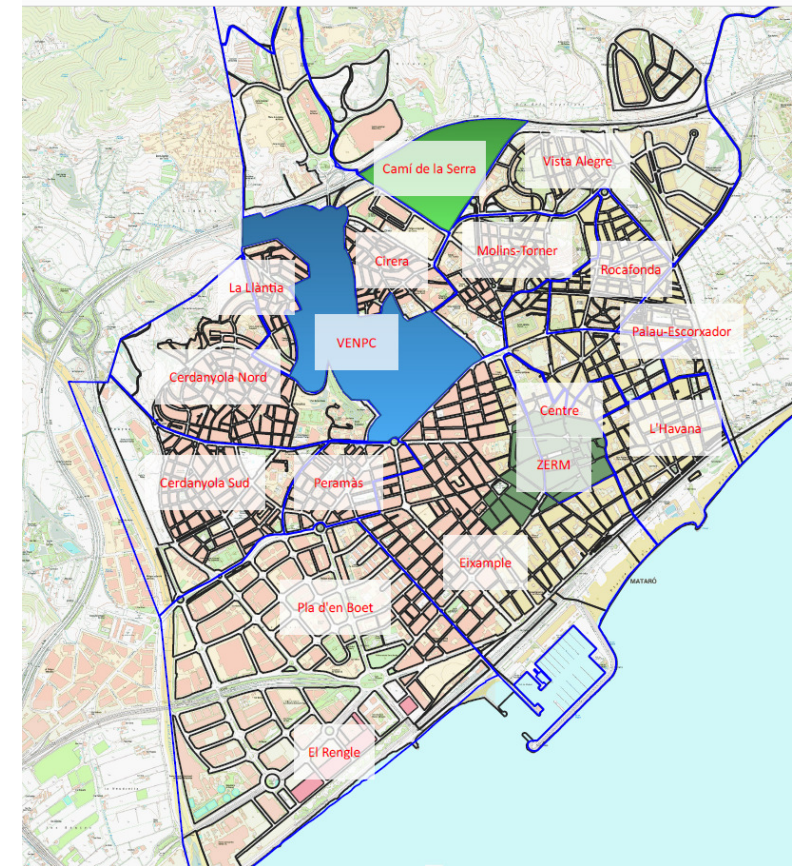 Camí de la Serra
Vista Alegre
Molins-Torner
Cirera
Rocafonda
La Llantia
VENPC
Palau-Escorxador
Cerdanyola Nord
Centre
L'Havana
ZERM
Cerdanyola Sud
Peramàs
Eixample
MATARÓ
Pla d'en Boet
El Rengle